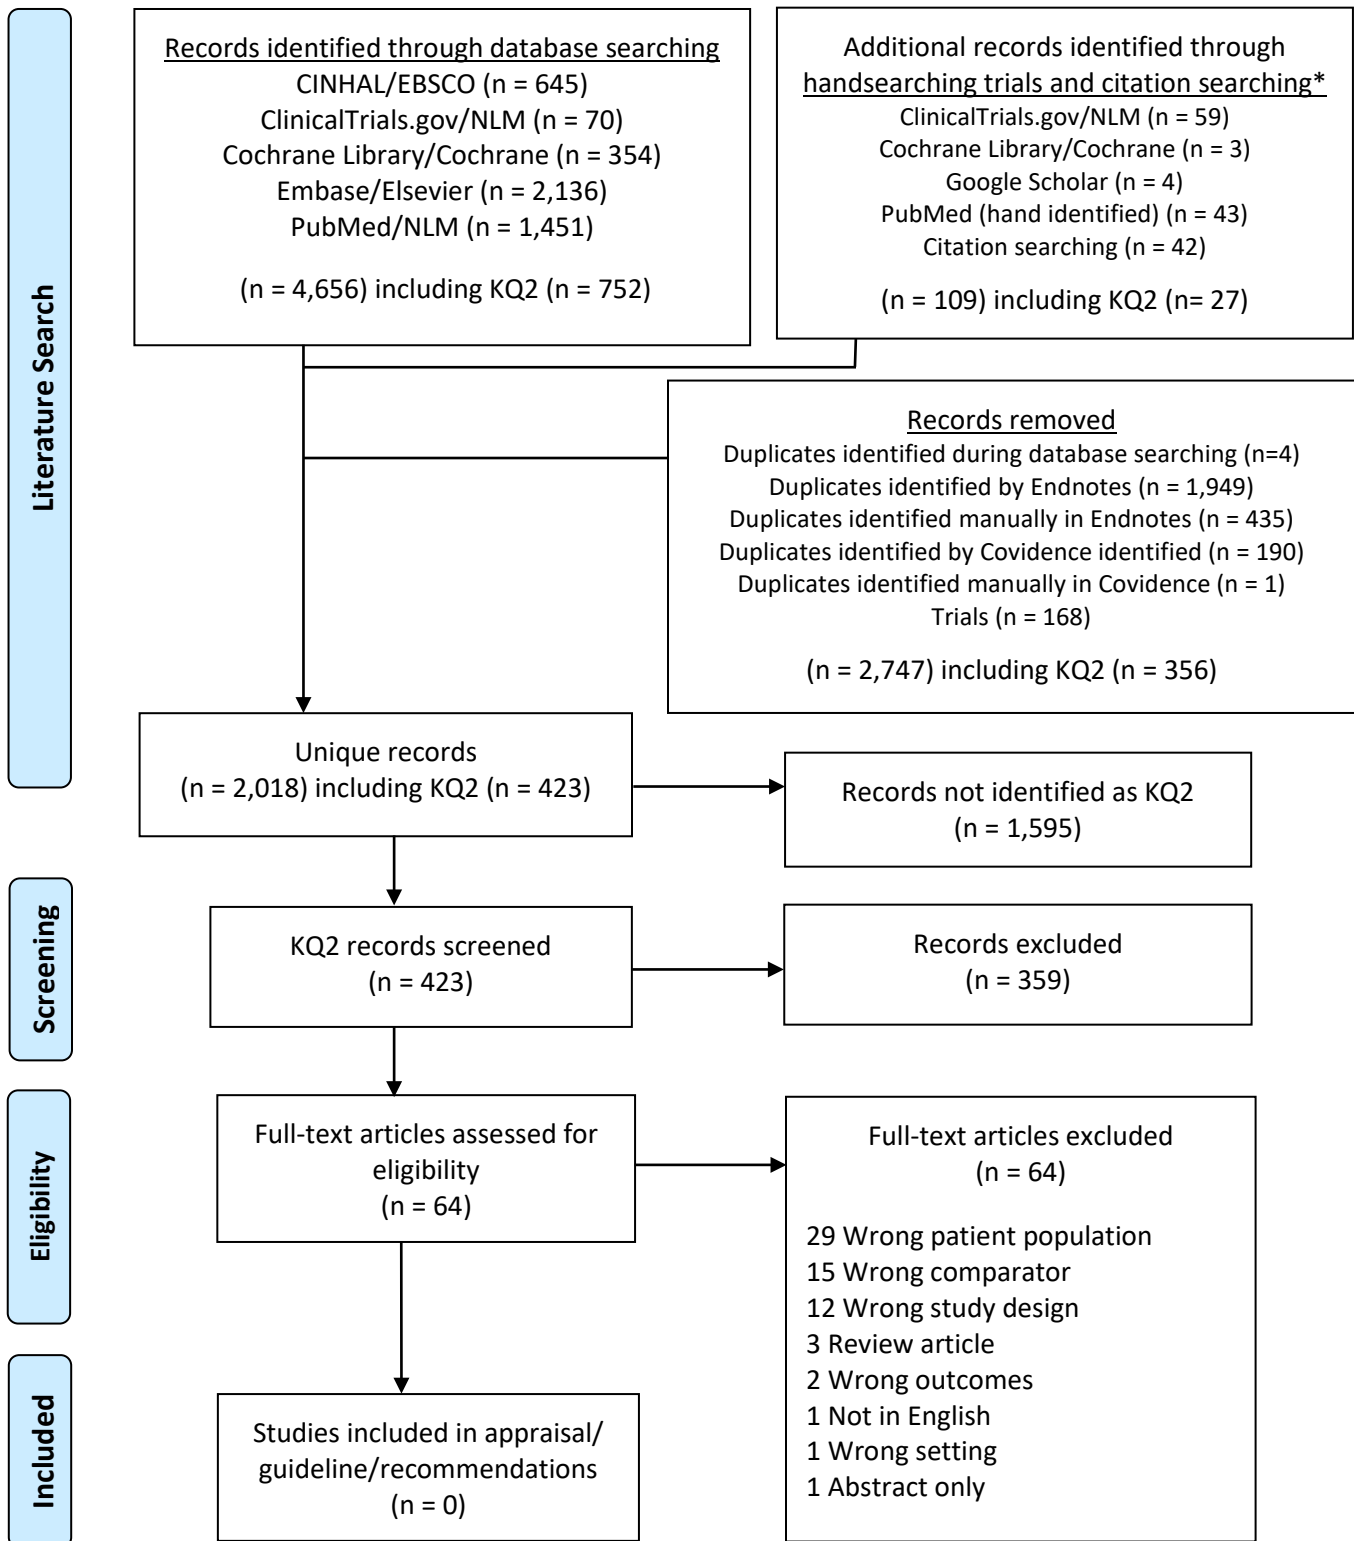 Literature Search
Records identified through database searching
CINHAL/EBSCO (n = 645)
ClinicalTrials.gov/NLM (n = 70)
Cochrane Library/Cochrane (n = 354)
Embase/Elsevier (n = 2,136)
PubMed/NLM (n = 1,451)
(n = 4,656) including KQ2 (n = 752)
Additional records identified through
handsearching trials and citation searching*
ClinicalTrials.gov/NLM (n = 59)
Cochrane Library/Cochrane (n = 3)
Google Scholar (n = 4)
PubMed (hand identified) (n = 43)
Citation searching (n = 42)
(n = 109) including KQ2 (n= 27)
Records removed
Duplicates identified during database searching (n=4)
Duplicates identified by Endnotes (n = 1,949)
Duplicates identified manually in Endnotes (n = 435)
Duplicates identified by Covidence identified (n = 190)
Duplicates identified manually in Covidence (n = 1)
Trials (n = 168)
(n = 2,747) including KQ2 (n = 356)
Unique records
(n = 2,018) including KQ2 (n = 423)
Records not identified as KQ2
(n = 1,595)
Screening
KQ2 records screened
(n = 423)
Records excluded
(n = 359)
Eligibility
Full-text articles assessed for
eligibility
(n = 64)
Full-text articles excluded
(n = 64)
29 Wrong patient population
15 Wrong comparator
12 Wrong study design
3 Review article
2 Wrong outcomes
1 Not in English
1 Wrong setting
1 Abstract only
Included
Studies included in appraisal/
guideline/recommendations
(n = 0)